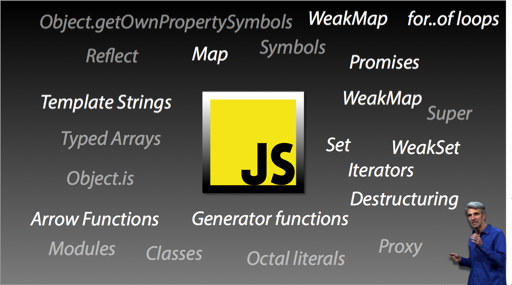 Object.getOwnPropertySymbols WeakMap for..of loops
Reflect Map Symbols
Promises
Template Strings WeakMap
Super
Typed Arrays Set WeakSet
Iterators
Object.is
Destructuring
Arrow Functions Generator functions
Modules Classes Octal literals Proxy
JS